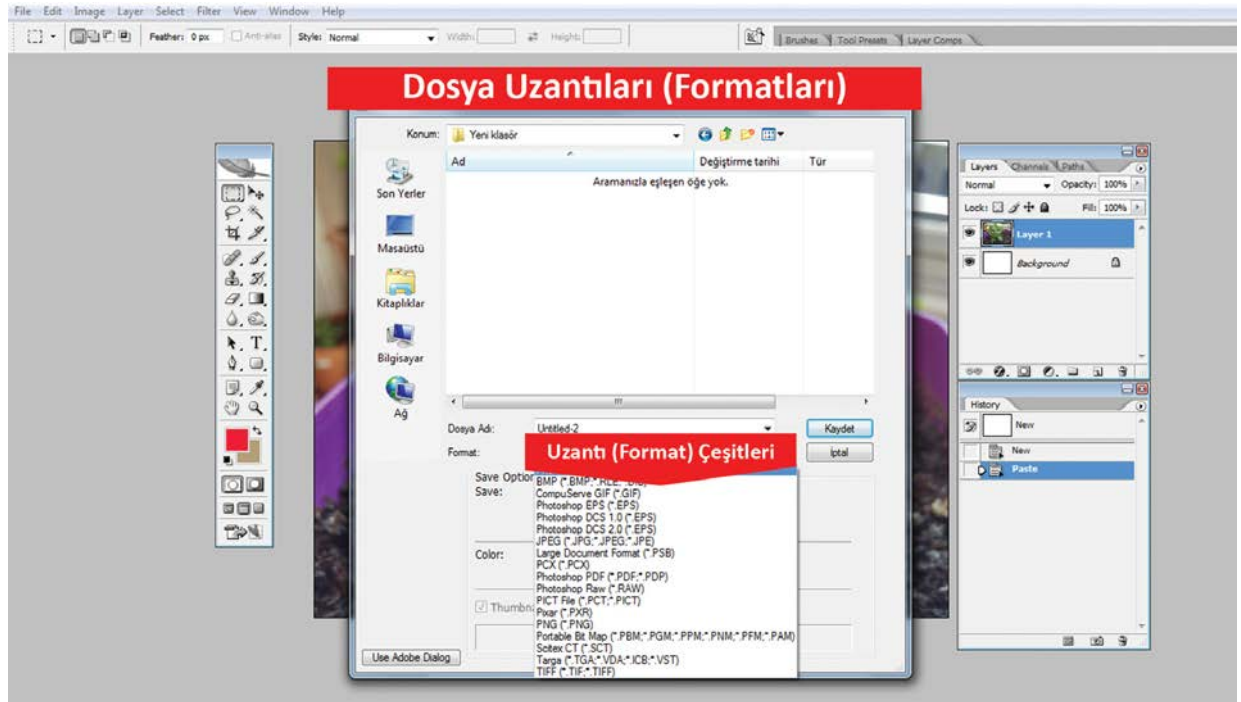 File Edit Image Layer Select Filter View Window Help
Feather: 0 px Anti-alias Style: Normal Width: Height: Brushes Tool Presets Layer Comps
Dosya Uzantıları (Formatları)
Konum: Yeni klasör
Ad Değiştirme tarihi Tür
Aramanızla eşleşen öğe yok.
Son Yerler
Masaüstü
Kitaplıklar
Bilgisayar
Ağ
Dosya Adı: Untitled-2 Kaydet
Format: İptal
Uzantı (Format) Çeşitleri
Save
Save:
BMP (*.BMP;*.RLE;*.DIB)
CompuServe GIF (*.GIF)
Photoshop EPS (*.EPS)
Photoshop DCS 1.0 (*.EPS)
Photoshop DCS 2.0 (*.EPS)
JPEG (*.JPG;*.JPEG;*.JPE)
Color: Large Document Format (*.PSB)
PCX (*.PCX)
Photoshop PDF (*.PDF;*.PDP)
Photoshop Raw (*.RAW)
PICT File (*.PCT;*.PICT)
Pixar (*.PXR)
PNG (*.PNG)
Portable Bit Map (*.PBM;*.PGM;*.PPM;*.PNM;*.PFM;*.PAM)
Scitex CT (*.SCT)
Targa (*.TGA;*.VDA;*.ICB;*.VST)
TIFF (*.TIF;*.TIFF)
Use Adobe Dialog
Layers Channels Paths
Normal Opacity: 100%
Lock: Fill: 100%
Layer 1
Background
History
New
New
Paste